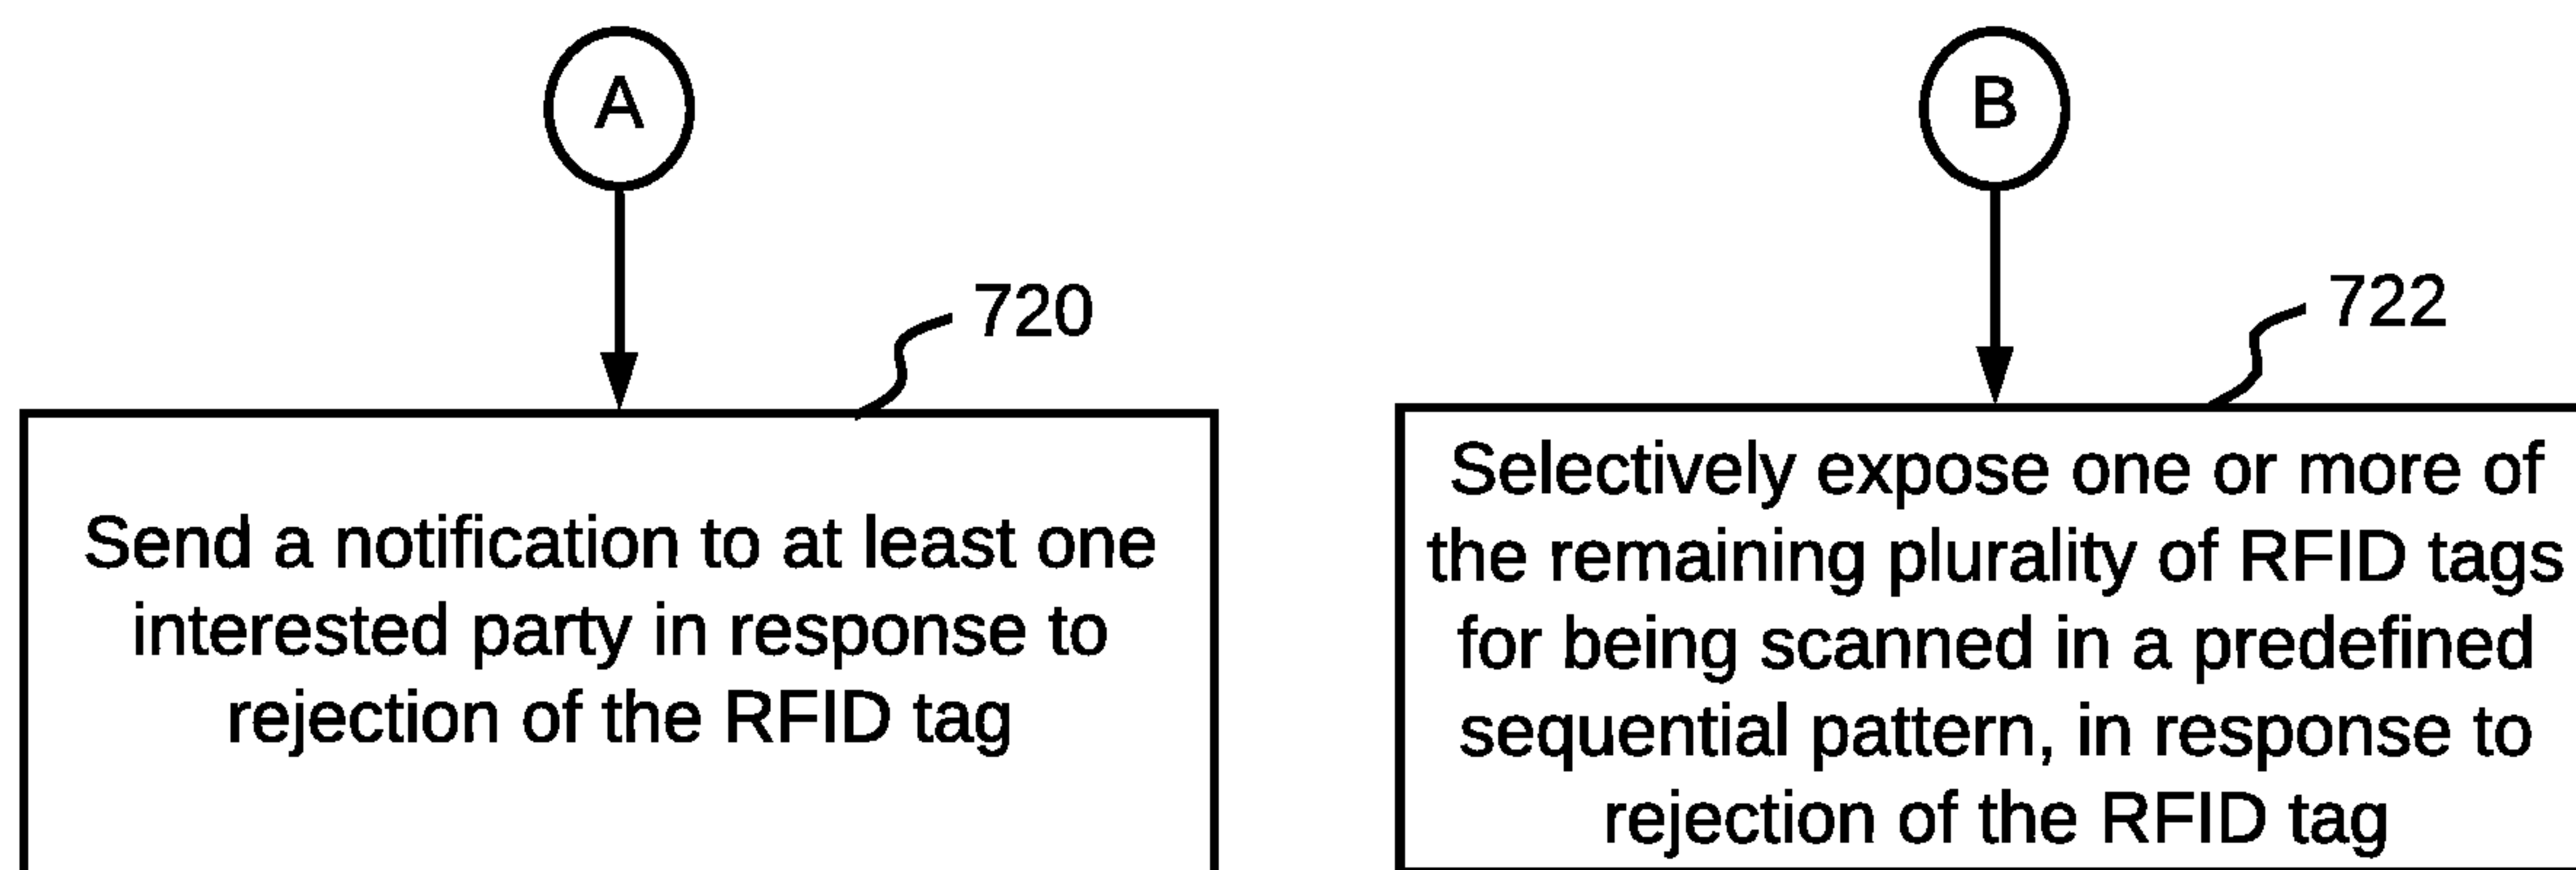 A
720
Send a notification to at least one
interested party in response to
rejection of the RFID tag
B
722
Selectively expose one or more of
the remaining plurality of RFID tags
for being scanned in a predefined
sequential pattern, in response to
rejection of the RFID tag